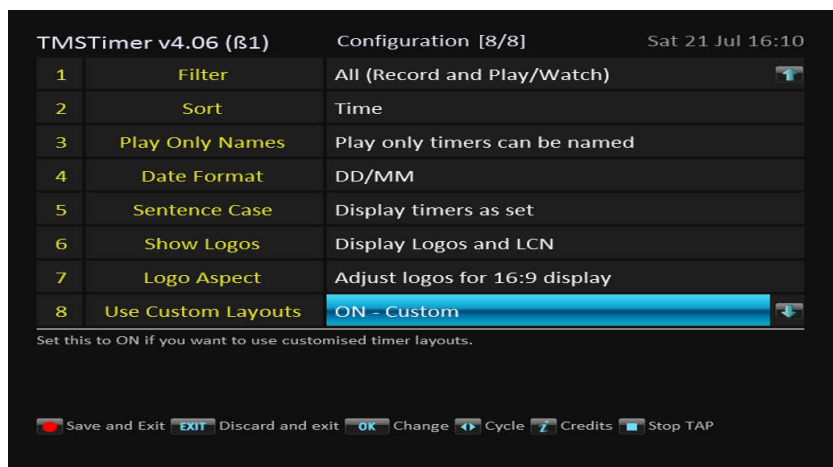 TMSTimer v4.06 (ß1) Configuration [8/8] Sat 21 Jul 16:10
1 Filter All (Record and Play/Watch)
2 Sort Time
3 Play Only Names Play only timers can be named
4 Date Format DD/MM
5 Sentence Case Display timers as set
6 Show Logos Display Logos and LCN
7 Logo Aspect Adjust logos for 16:9 display
8 Use Custom Layouts ON - Custom
Set this to ON if you want to use customised timer layouts.
Save and Exit EXIT Discard and exit OK Change Cycle i Credits Stop TAP